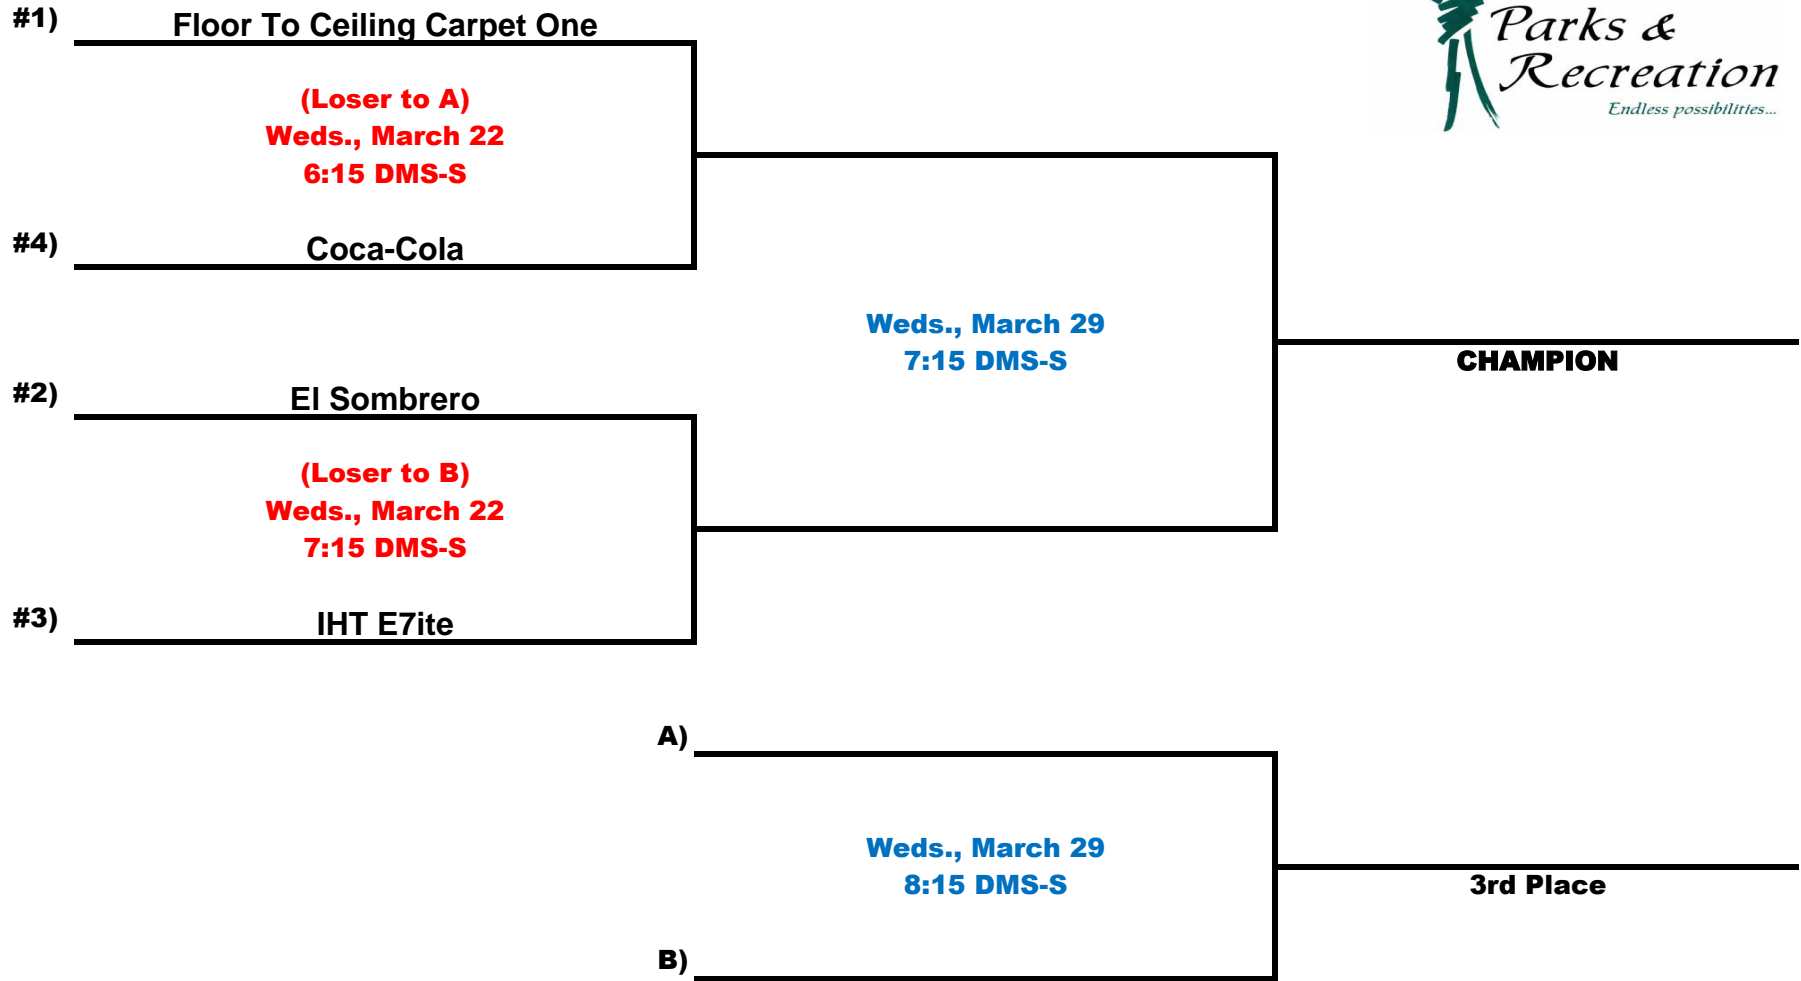 #1)
Floor To Ceiling Carpet One
Parks &
Recreation
Endless possibilities...
(Loser to A)
Weds., March 22
6:15 DMS-S
#4)
Coca-Cola
Weds., March 29
7:15 DMS-S
CHAMPION
#2)
El Sombrero
(Loser to B)
Weds., March 22
7:15 DMS-S
#3)
IHT E7ite
A)
Weds., March 29
8:15 DMS-S
3rd Place
B)